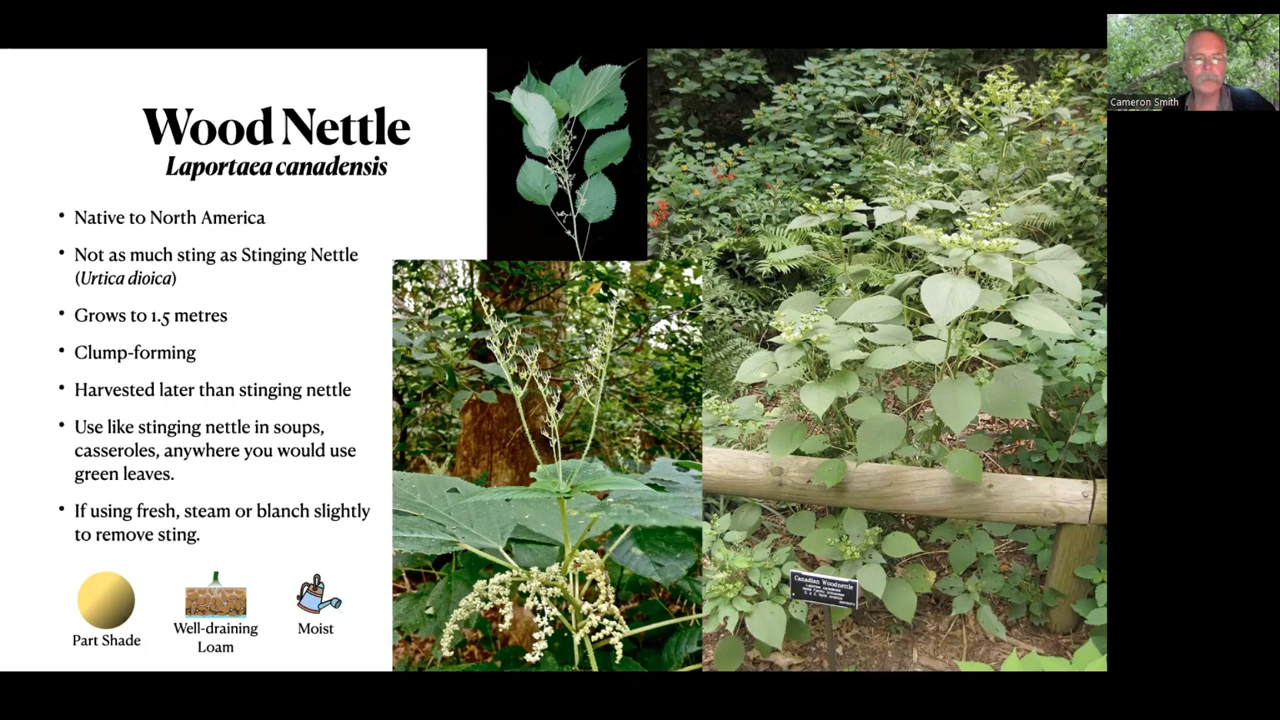 Wood Nettle
Laportaea canadensis
• Native to North America
• Not as much sting as Stinging Nettle
(Urtica dioica)
• Grows to 1.5 metres
• Clump-forming
• Harvested later than stinging nettle
• Use like stinging nettle in soups,
casseroles, anywhere you would use
green leaves.
• If using fresh, steam or blanch slightly
to remove sting.
Part Shade
Well-draining
Loam
Moist
Canadian Woodnettle
Cameron Smith